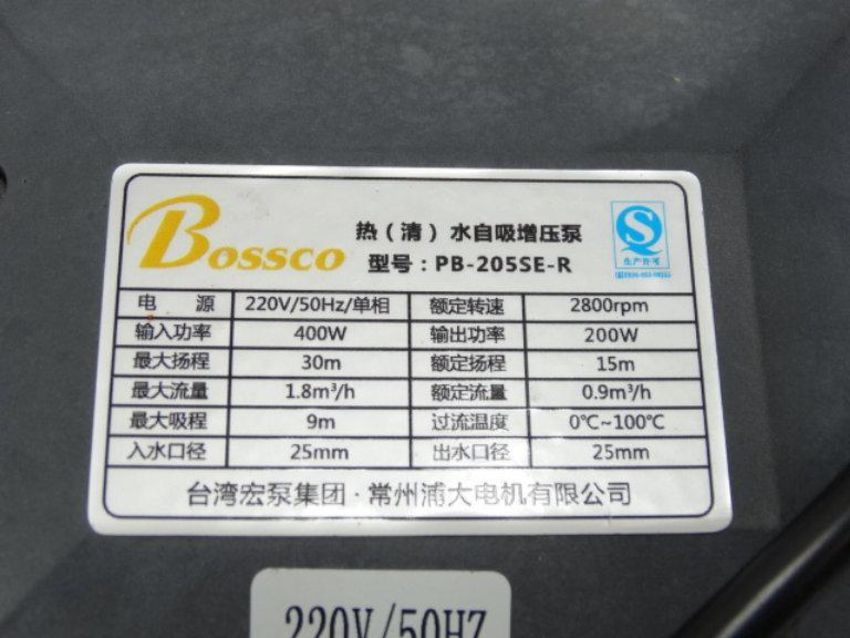 Bossco
热（清）水自吸增压泵
型号：PB-205SE-R
生产许可
电 源 220V/50Hz/单相 额定转速 2800rpm
输入功率 400W 输出功率 200W
最大扬程 30m 额定扬程 15m
最大流量 1.8m³/h 额定流量 0.9m³/h
最大吸程 9m 过流温度 0℃~100℃
入水口径 25mm 出水口径 25mm
台湾宏泵集团·常州浦大电机有限公司
220V/50HZ